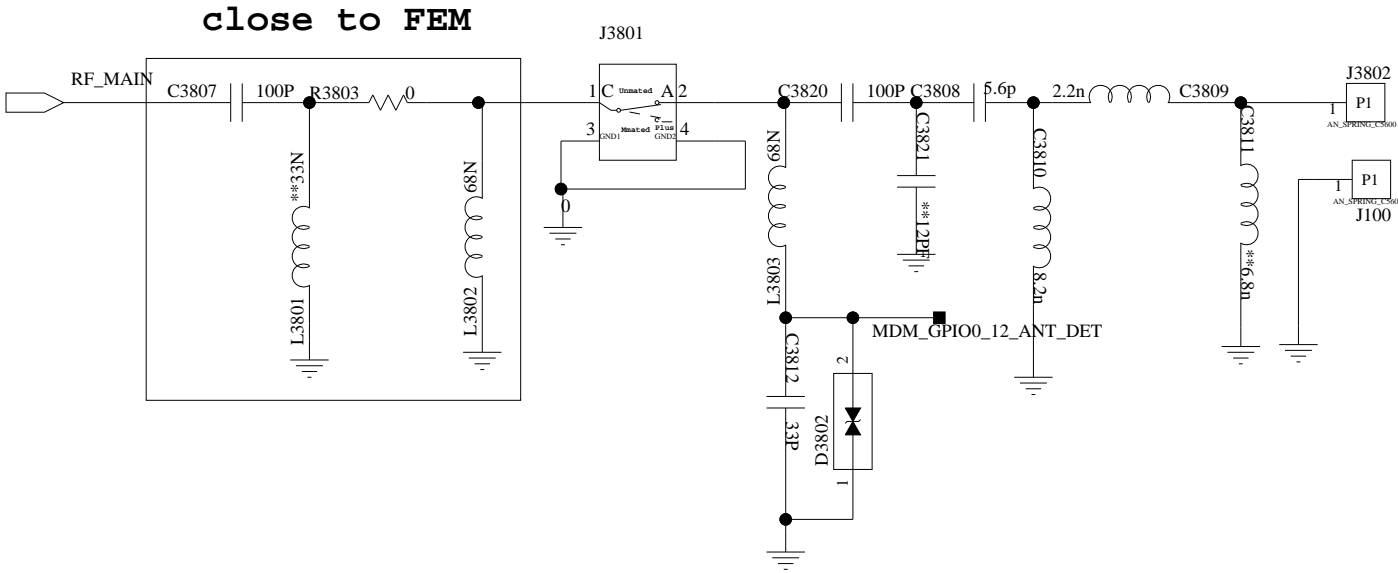 close to FEM
J3801
RF_MAIN
C3807
100P
R3803
0
1
C
Unmated
A
2
3
GND1
Mmated
Plus
GND2
4
0
C3820
100P
C3808
5.6p
2.2n
C3809
J3802
1
P1
AN_SPRING_C5600
1
P1
J100
**33N
L3801
68N
L3802
N89
L3803
C3821
**12PF
C3810
8.2n
C3811
**6.8n
MDM_GPIO0_12_ANT_DET
C3812
33P
2
D3802
1